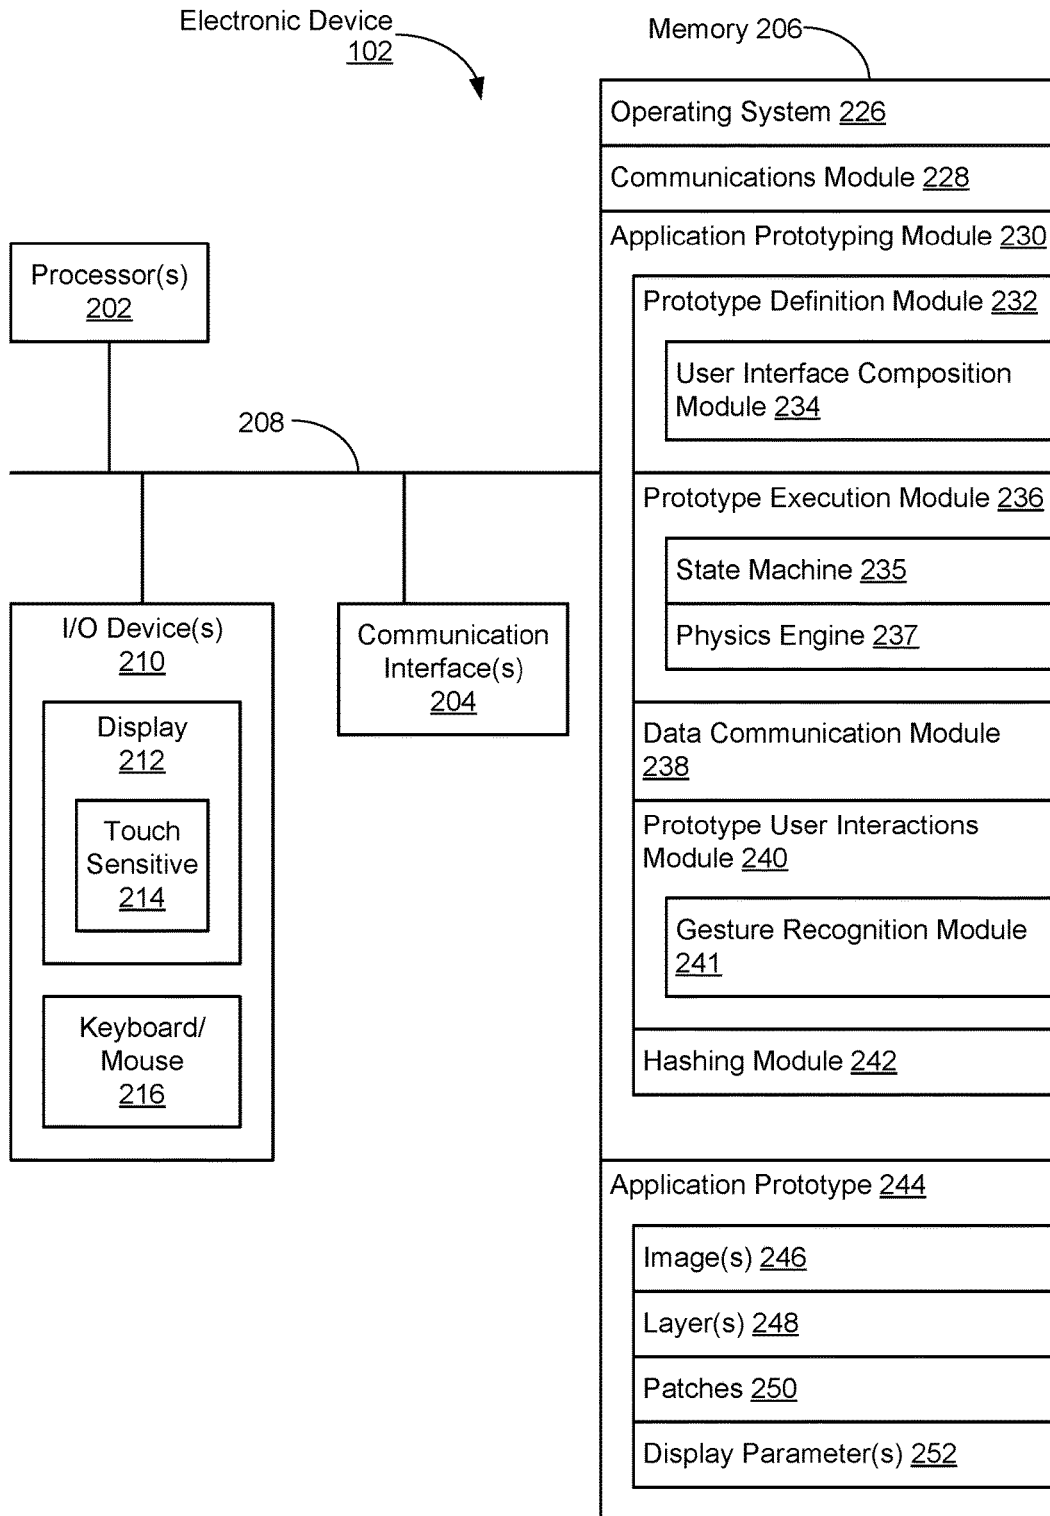 Electronic Device
102
Memory 206
Operating System 226
Communications Module 228
Application Prototyping Module 230
Prototype Definition Module 232
User Interface Composition
Module 234
Prototype Execution Module 236
State Machine 235
Physics Engine 237
Data Communication Module
238
Prototype User Interactions
Module 240
Gesture Recognition Module
241
Hashing Module 242
Application Prototype 244
Image(s) 246
Layer(s) 248
Patches 250
Display Parameter(s) 252
Processor(s)
202
208
I/O Device(s)
210
Display
212
Touch
Sensitive
214
Keyboard/
Mouse
216
Communication
Interface(s)
204